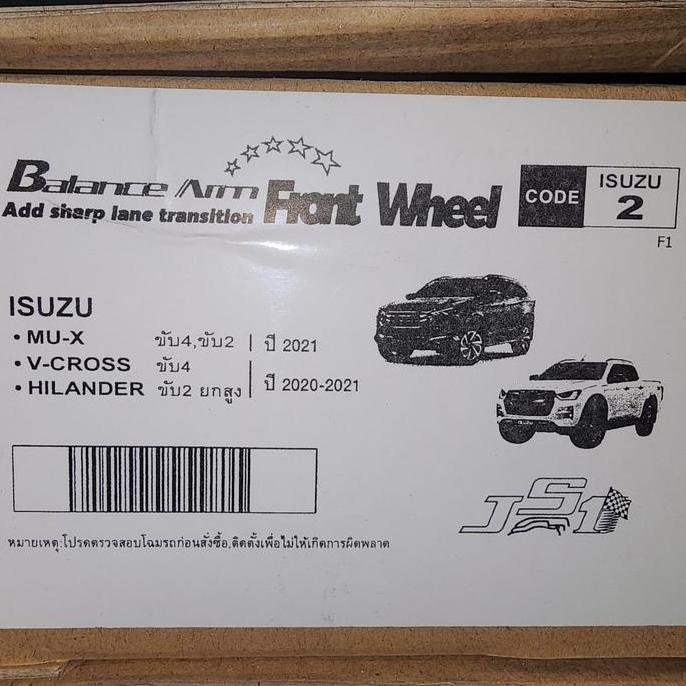 Balance Arm Front Wheel
Add sharp lane transition
CODE ISUZU 2
F1
ISUZU
• MU-X ขับ4,ขับ2 | ปี 2021
• V-CROSS ขับ4
• HILANDER ขับ2 ยกสูง | ปี 2020-2021
JS1
หมายเหตุ:โปรดตรวจสอบโฉมรถก่อนสั่งซื้อ,ติดตั้งเพื่อไม่ให้เกิดการผิดพลาด